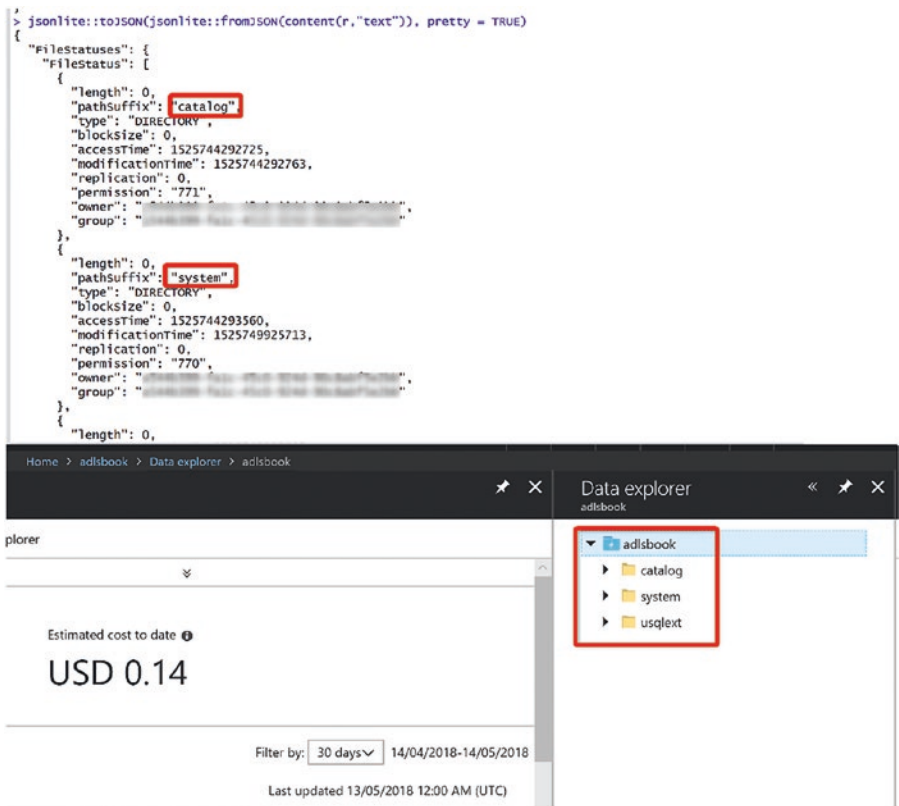 > jsonlite::toJSON(jsonlite::fromJSON(content(r,"text")), pretty = TRUE)
{
"FileStatuses": {
"FileStatus": [
{
"length": 0,
"pathSuffix": "catalog",
"type": "DIRECTORY",
"blockSize": 0,
"accessTime": 1525744292725,
"modificationTime": 1525744292763,
"replication": 0,
"permission": "771",
"owner": "
"group": "
},
{
"length": 0,
"pathSuffix": "system",
"type": "DIRECTORY",
"blockSize": 0,
"accessTime": 1525744293560,
"modificationTime": 1525749925713,
"replication": 0,
"permission": "770",
"owner": "
"group": "
},
{
"length": 0,
Home > adlsbook > Data explorer > adlsbook
Data explorer
adlsbook
plorer
adlsbook
catalog
system
usqlext
Estimated cost to date
USD 0.14
Filter by: 30 days 14/04/2018-14/05/2018
Last updated 13/05/2018 12:00 AM (UTC)